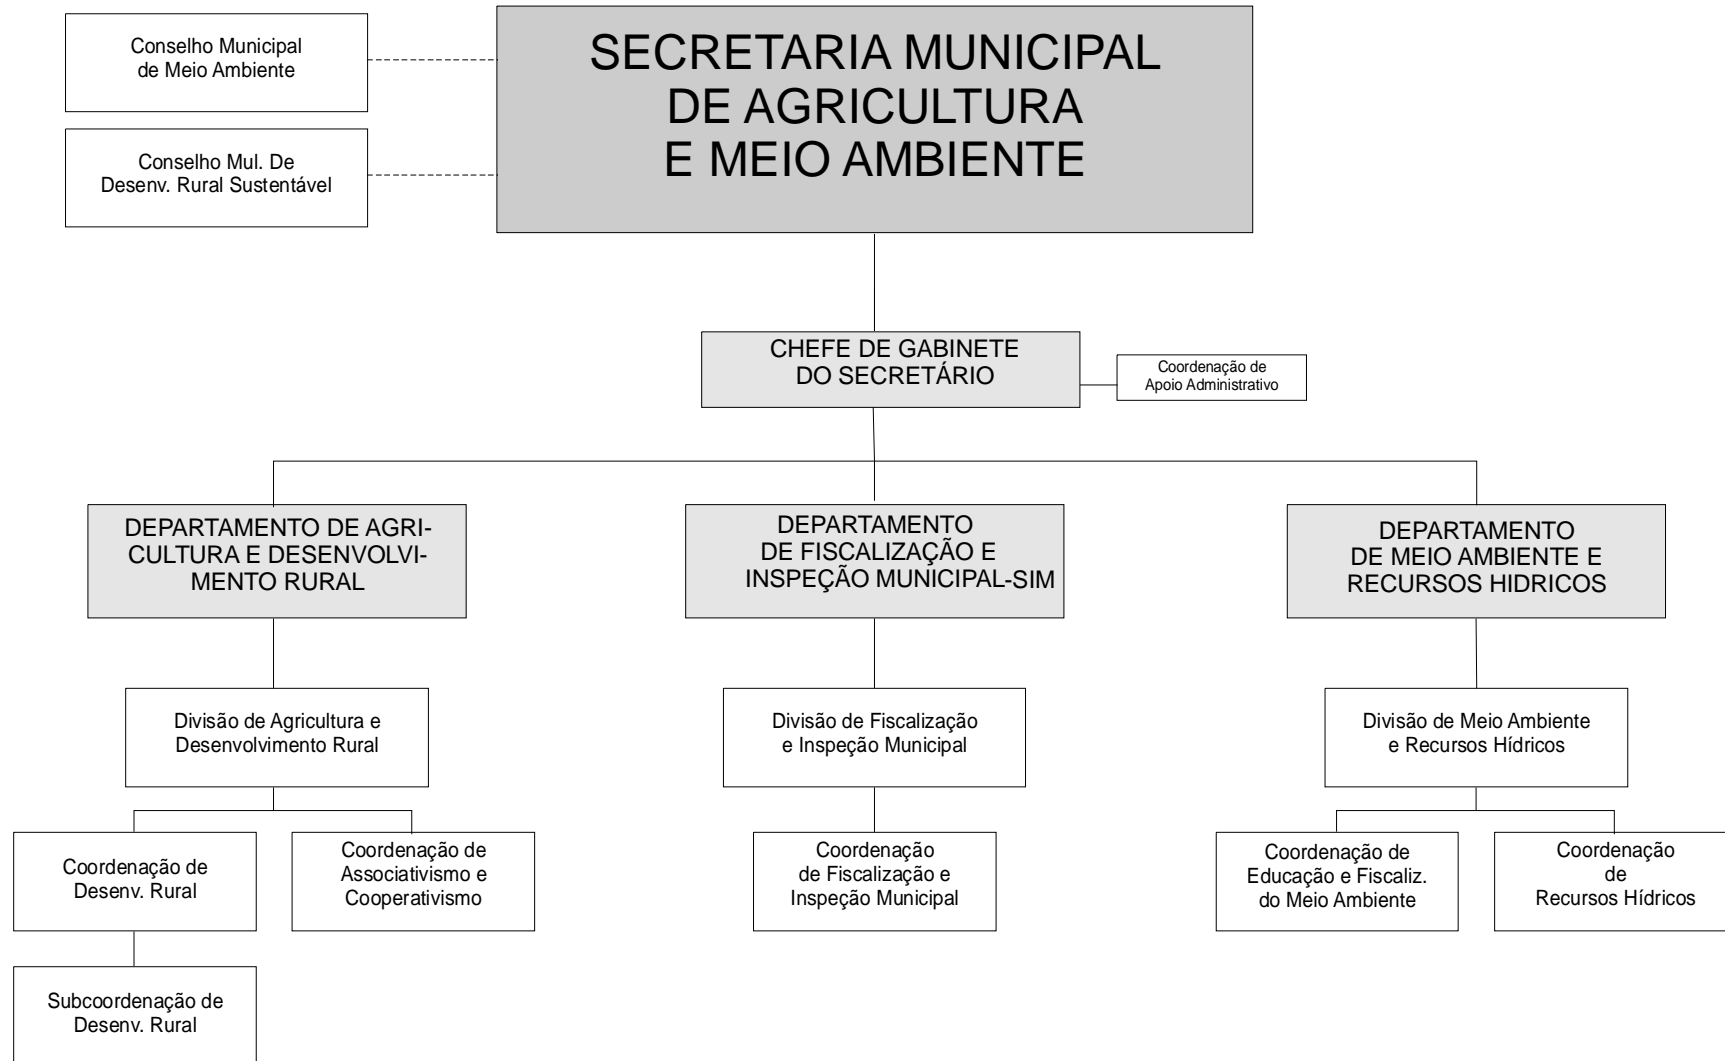 Conselho Municipal
de Meio Ambiente
SECRETARIA MUNICIPAL
DE AGRICULTURA
E MEIO AMBIENTE
Conselho Mul. De
Desenv. Rural Sustentável
CHEFE DE GABINETE
DO SECRETÁRIO
Coordenação de
Apoio Administrativo
DEPARTAMENTO DE AGRI-
CULTURA E DESENVOLVI-
MENTO RURAL
DEPARTAMENTO
DE FISCALIZAÇÃO E
INSPEÇÃO MUNICIPAL-SIM
DEPARTAMENTO
DE MEIO AMBIENTE E
RECURSOS HIDRICOS
Divisão de Agricultura e
Desenvolvimento Rural
Divisão de Fiscalização
e Inspeção Municipal
Divisão de Meio Ambiente
e Recursos Hídricos
Coordenação de
Desenv. Rural
Coordenação de
Associativismo e
Cooperativismo
Coordenação
de Fiscalização e
Inspeção Municipal
Coordenação de
Educação e Fiscaliz.
do Meio Ambiente
Coordenação
de
Recursos Hídricos
Subcoordenação de
Desenv. Rural